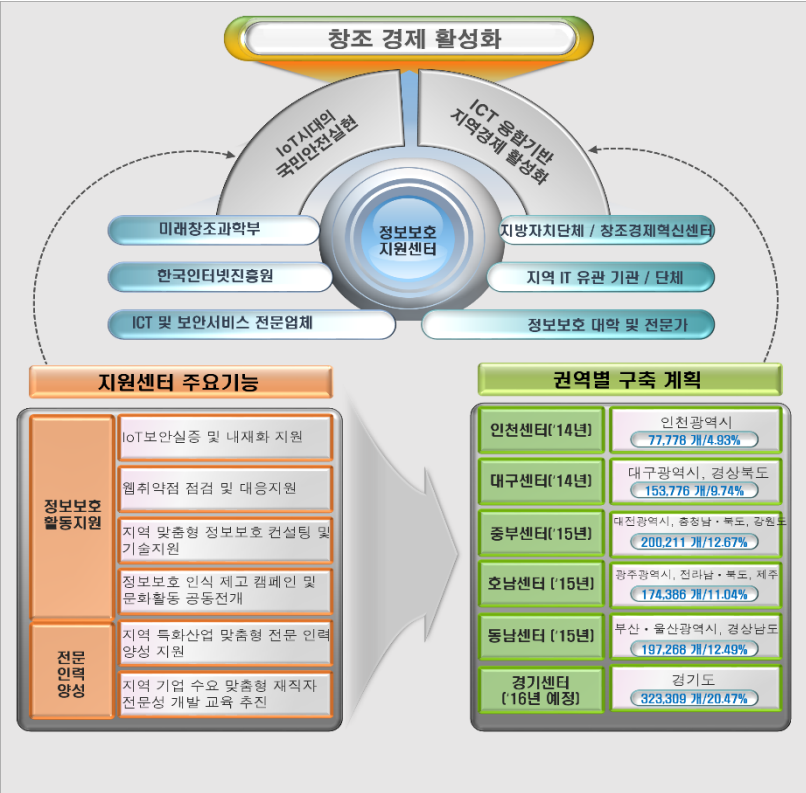 창조 경제 활성화
IoT시대의
국민안전실현
ICT 융합기반
지역경제 활성화
정보보호
지원센터
미래창조과학부
한국인터넷진흥원
ICT 및 보안서비스 전문업체
지방자치단체 / 창조경제혁신센터
지역 IT 유관 기관 / 단체
정보보호 대학 및 전문가
지원센터 주요기능
정보보호
활동지원
IoT보안실증 및 내재화 지원
웹취약점 점검 및 대응지원
지역 맞춤형 정보보호 컨설팅 및
기술지원
정보보호 인식 제고 캠페인 및
문화활동 공동전개
전문
인력
양성
지역 특화산업 맞춤형 전문 인력
양성 지원
지역 기업 수요 맞춤형 재직자
전문성 개발 교육 추진
권역별 구축 계획
인천센터('14년)
인천광역시
77,778 개/4.93%
대구센터('14년)
대구광역시, 경상북도
153,776 개/9.74%
중부센터('15년)
대전광역시, 충청남·북도, 강원도
200,211 개/12.67%
호남센터 ('15년)
광주광역시, 전라남·북도, 제주
174,386 개/11.04%
동남센터 ('15년)
부산·울산광역시, 경상남도
197,268 개/12.49%
경기센터
('16년 예정)
경기도
323,309 개/20.47%